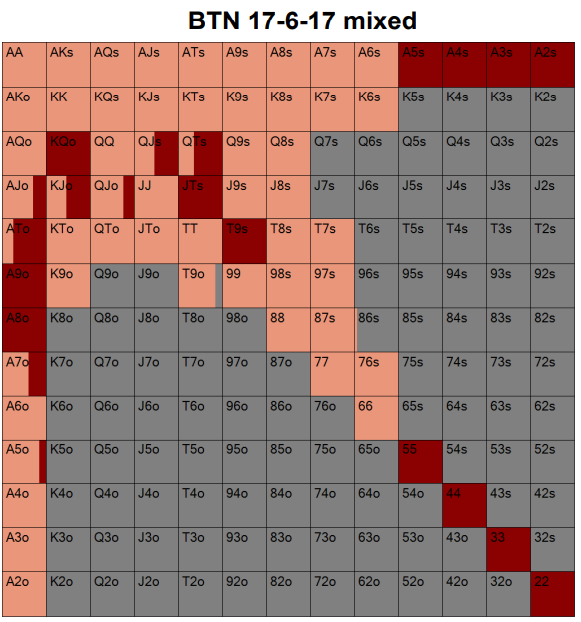 BTN 17-6-17 mixed
AA AKs AQs AJs ATs A9s A8s A7s A6s A5s A4s A3s A2s
AKo KK KQs KJs KTs K9s K8s K7s K6s K5s K4s K3s K2s
AQo KQo QQ QJs QTs Q9s Q8s Q7s Q6s Q5s Q4s Q3s Q2s
AJo KJo QJo JJ JTs J9s J8s J7s J6s J5s J4s J3s J2s
ATo KTo QTo JTo TT T9s T8s T7s T6s T5s T4s T3s T2s
A9o K9o Q9o J9o T9o 99 98s 97s 96s 95s 94s 93s 92s
A8o K8o Q8o J8o T8o 98o 88 87s 86s 85s 84s 83s 82s
A7o K7o Q7o J7o T7o 97o 87o 77 76s 75s 74s 73s 72s
A6o K6o Q6o J6o T6o 96o 86o 76o 66 65s 64s 63s 62s
A5o K5o Q5o J5o T5o 95o 85o 75o 65o 55 54s 53s 52s
A4o K4o Q4o J4o T4o 94o 84o 74o 64o 54o 44 43s 42s
A3o K3o Q3o J3o T3o 93o 83o 73o 63o 53o 43o 33 32s
A2o K2o Q2o J2o T2o 92o 82o 72o 62o 52o 42o 32o 22